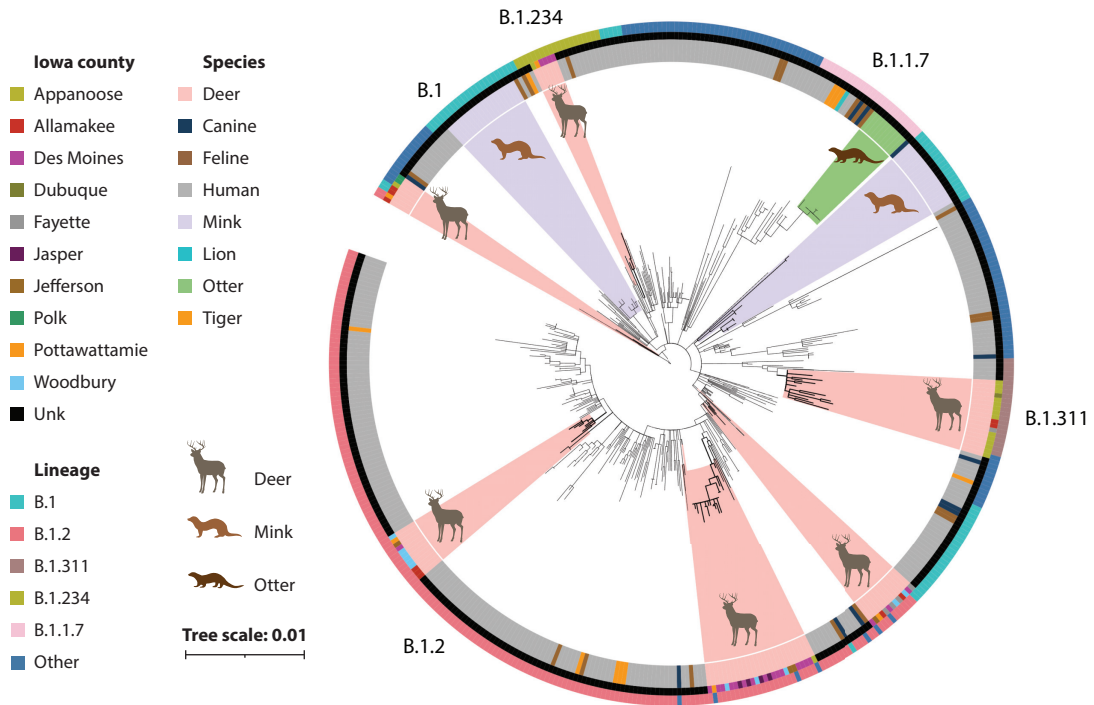 B.1.234
B.1.1.7
B.1
B.1.311
B.1.2
Iowa county
Appanoose
Allamakee
Des Moines
Dubuque
Fayette
Jasper
Jefferson
Polk
Pottawattamie
Woodbury
Unk
Species
Deer
Canine
Feline
Human
Mink
Lion
Otter
Tiger
Lineage
B.1
B.1.2
B.1.311
B.1.234
B.1.1.7
Other
Deer
Mink
Otter
Tree scale: 0.01